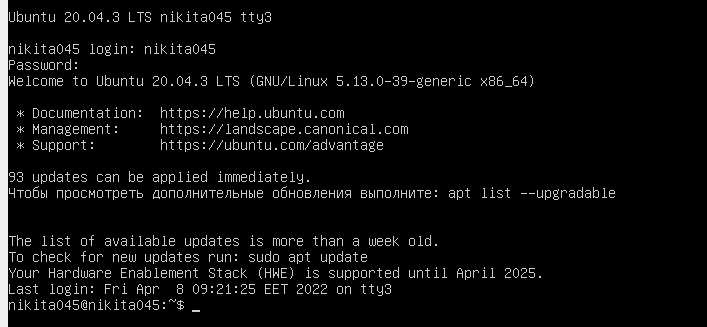 Ubuntu 20.04.3 LTS nikita045 tty3
nikita045 login: nikita045
Password:
Welcome to Ubuntu 20.04.3 LTS (GNU/Linux 5.13.0-39-generic x86_64)
* Documentation:  https://help.ubuntu.com
* Management:     https://landscape.canonical.com
* Support:        https://ubuntu.com/advantage
93 updates can be applied immediately.
Чтобы просмотреть дополнительные обновления выполните: apt list --upgradable
The list of available updates is more than a week old.
To check for new updates run: sudo apt update
Your Hardware Enablement Stack (HWE) is supported until April 2025.
Last login: Fri Apr  8 09:21:25 EET 2022 on tty3
nikita045@nikita045:~$ _